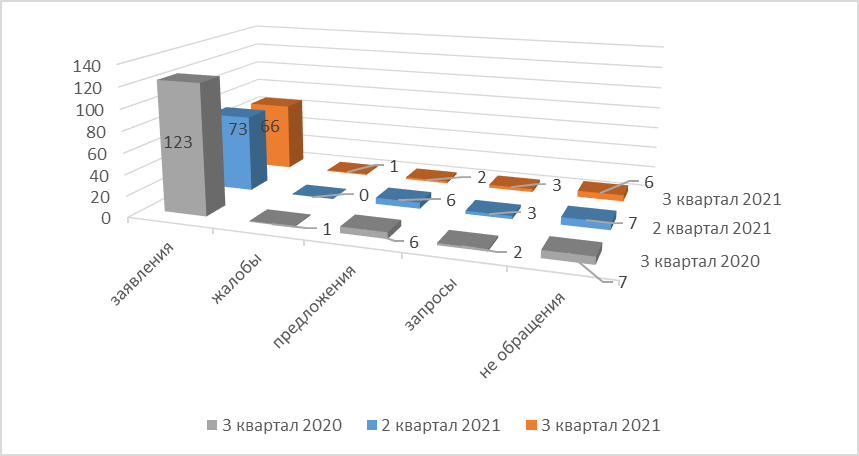 140
120
100
80
60
40
20
0
123
73
66
1
2
3
6
0
6
3
7
1
6
2
7
3 квартал 2021
2 квартал 2021
3 квартал 2020
заявления
жалобы
предложения
запросы
не обращения
3 квартал 2020 2 квартал 2021 3 квартал 2021